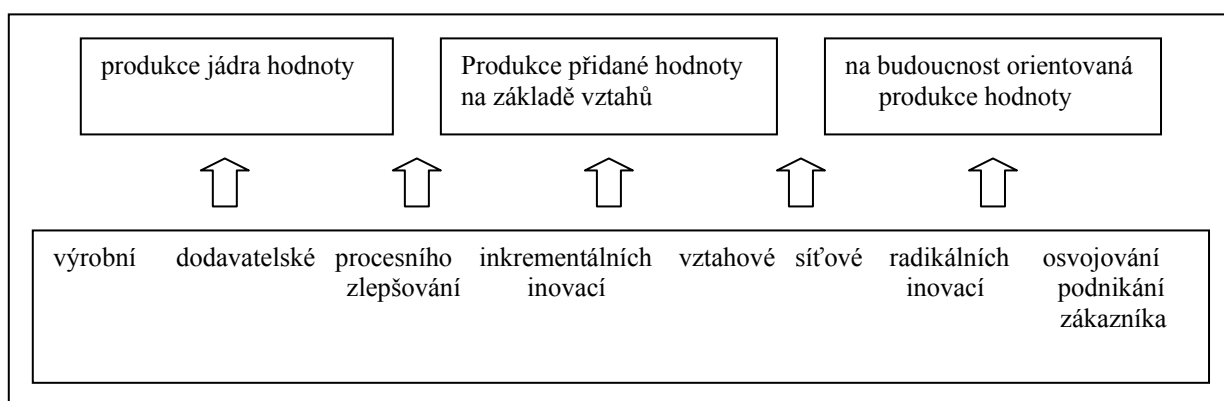 produkce jádra hodnoty
Produkce přidané hodnoty
na základě vztahů
na budoucnost orientovaná
produkce hodnoty
výrobní
dodavatelské
procesního
zlepšování
inkrementálních
inovací
vztahové
síťové
radikálních
inovací
osvojování
podnikání
zákazníka